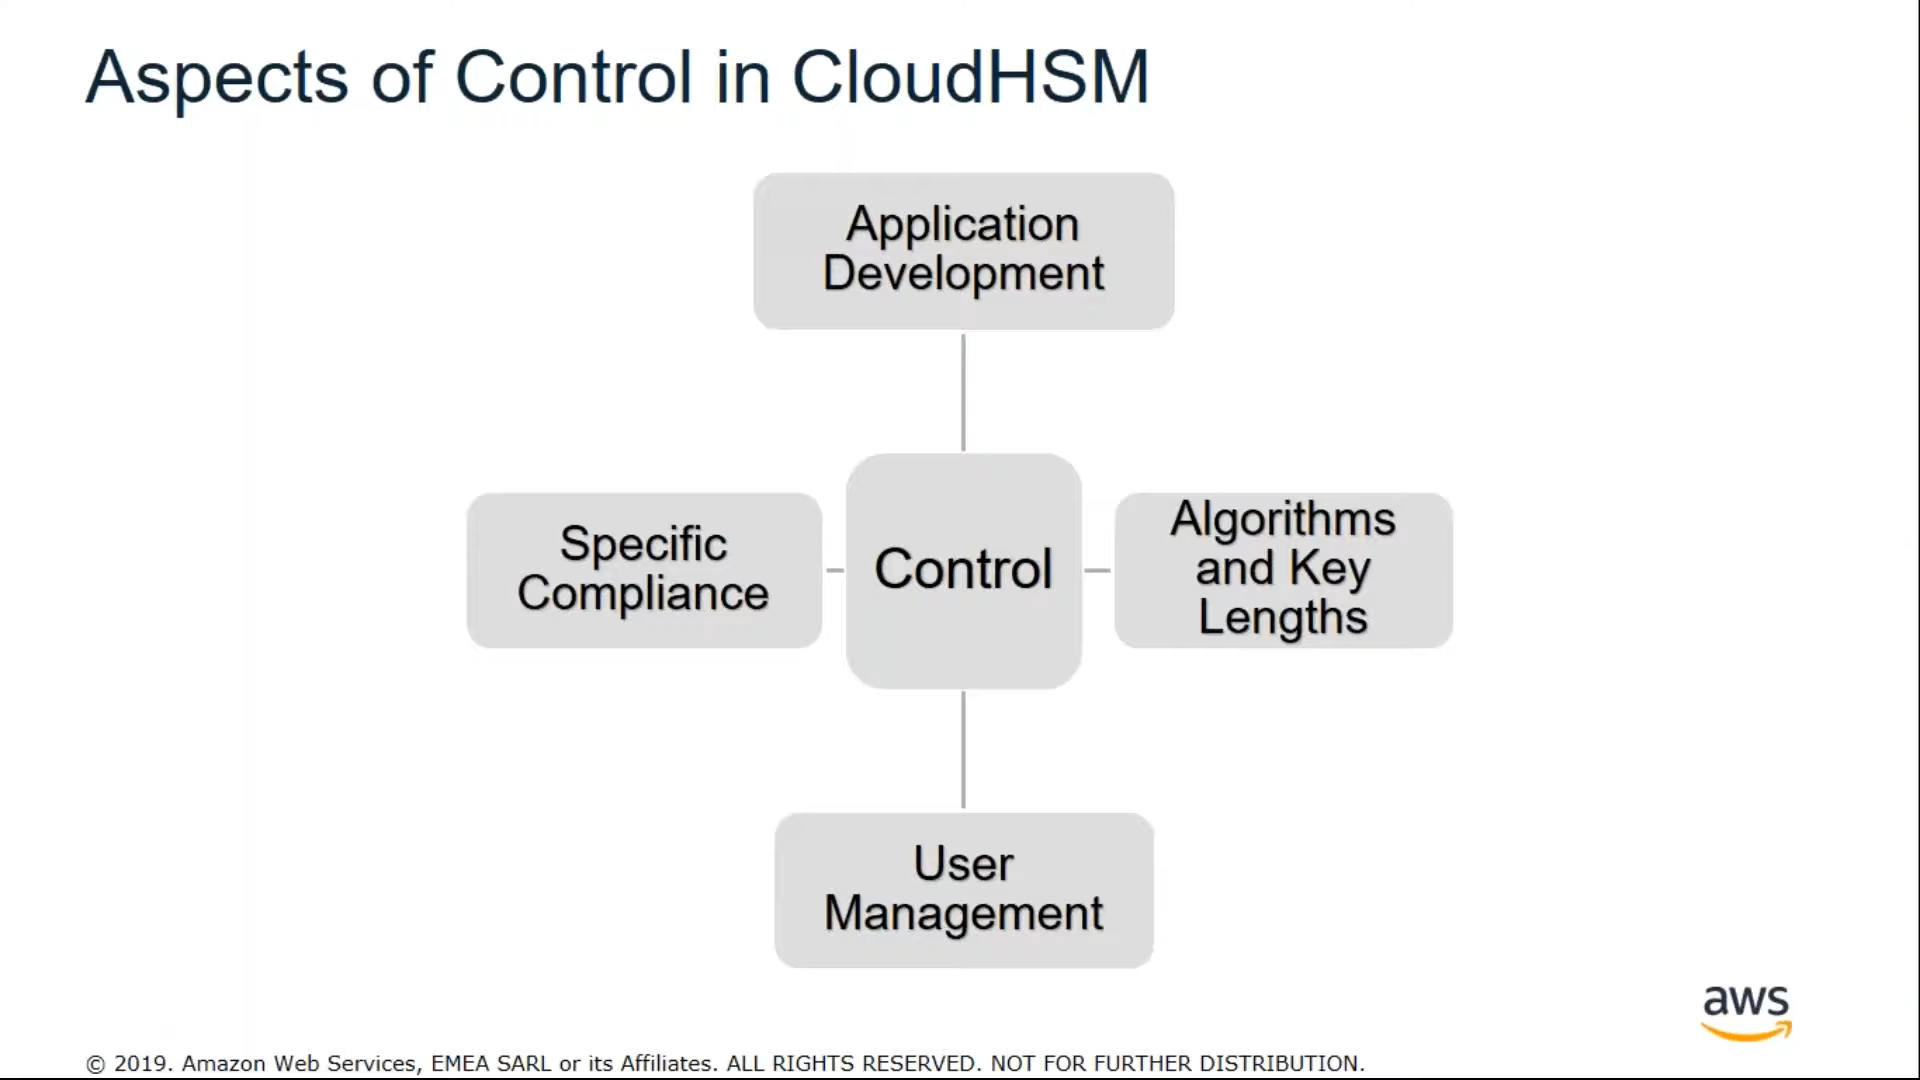 Aspects of Control in CloudHSM
Application
Development
Specific
Compliance
Control
Algorithms
and Key
Lengths
User
Management
aws
© 2019. Amazon Web Services, EMEA SARL or its Affiliates. ALL RIGHTS RESERVED. NOT FOR FURTHER DISTRIBUTION.